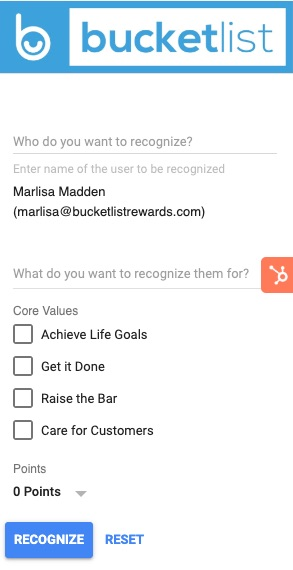 bucketlist
Who do you want to recognize?
Enter name of the user to be recognized
Marlisa Madden
(marlisa@bucketlistrewards.com)
What do you want to recognize them for?
Core Values
Achieve Life Goals
Get it Done
Raise the Bar
Care for Customers
Points
0 Points
RECOGNIZE RESET